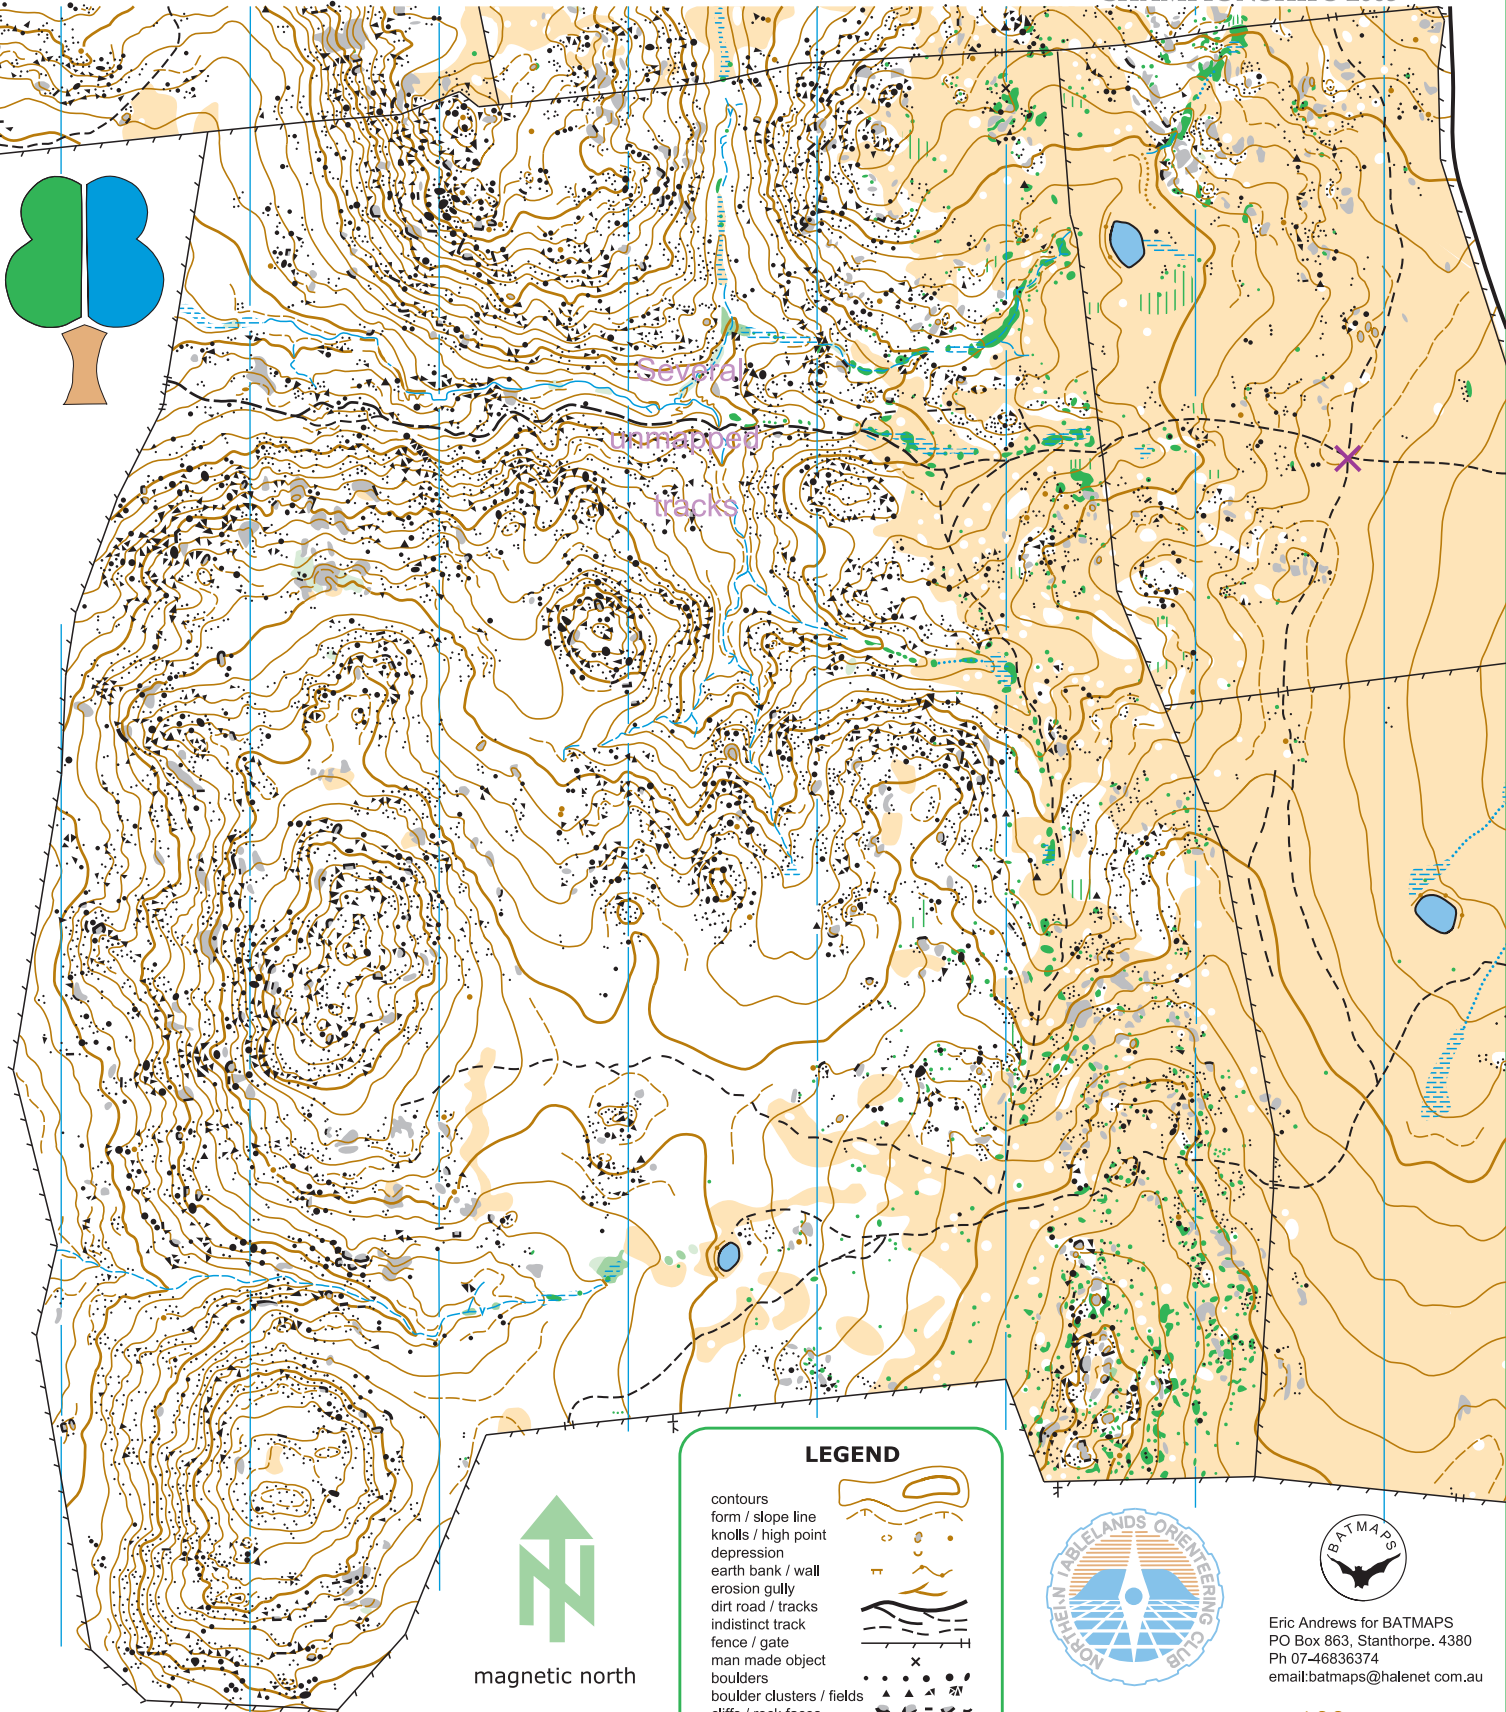 Several
unmapped
tracks
LEGEND
contours
form / slope line
knolls / high point
depression
earth bank / wall
erosion gully
dirt road / tracks
indistinct track
fence / gate
man made object
boulders
boulder clusters / fields
magnetic north
N
NORTHERN TABLELANDS ORIENTEERING CLUB
BATMAPS
Eric Andrews for BATMAPS
PO Box 863, Stanthorpe. 4380
Ph 07-46836374
email:batmaps@halenet com.au